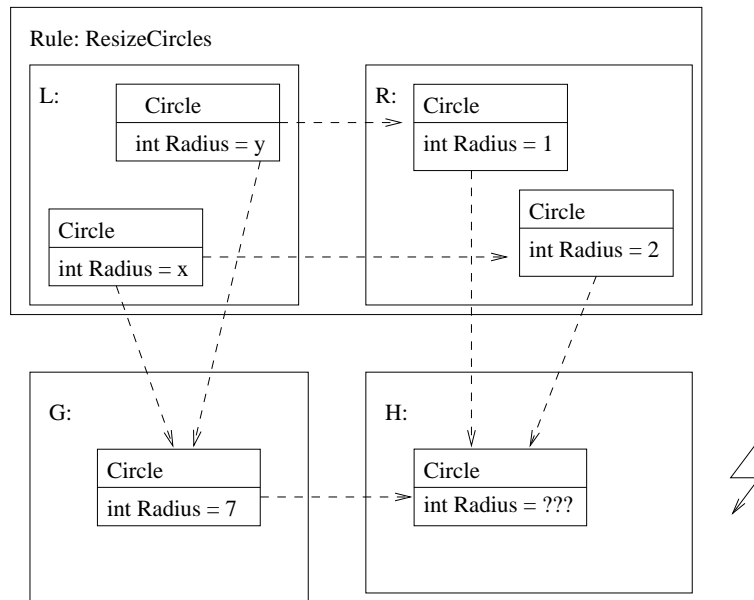 Rule: ResizeCircles
L:
Circle
int Radius = y
Circle
int Radius = x
R:
Circle
int Radius = 1
Circle
int Radius = 2
G:
Circle
int Radius = 7
H:
Circle
int Radius = ???